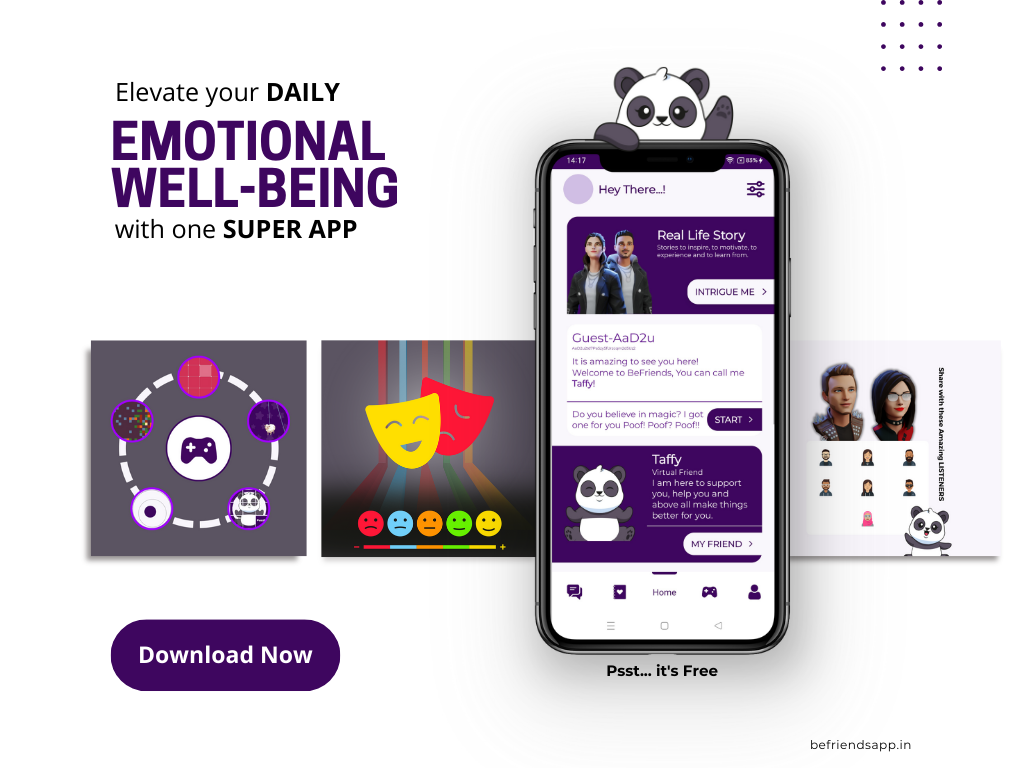 Elevate your DAILY
EMOTIONAL
WELL-BEING
with one SUPER APP
14:17
83%
Hey There...!
Real Life Story
Stories to inspire, to motivate, to
experience and to learn from.
INTRIGUE ME
Guest-AaD2u
It is amazing to see you here!
Welcome to BeFriends, You can call me
Taffy!
Do you believe in magic? I got
one for you Poof! Poof? Poof!!
START
Taffy
Virtual Friend
I am here to support
you, help you and
above all make things
better for you.
MY FRIEND
Home
- +
Share with these Amazing LISTENERS
Download Now
Psst... it's Free
befriendsapp.in